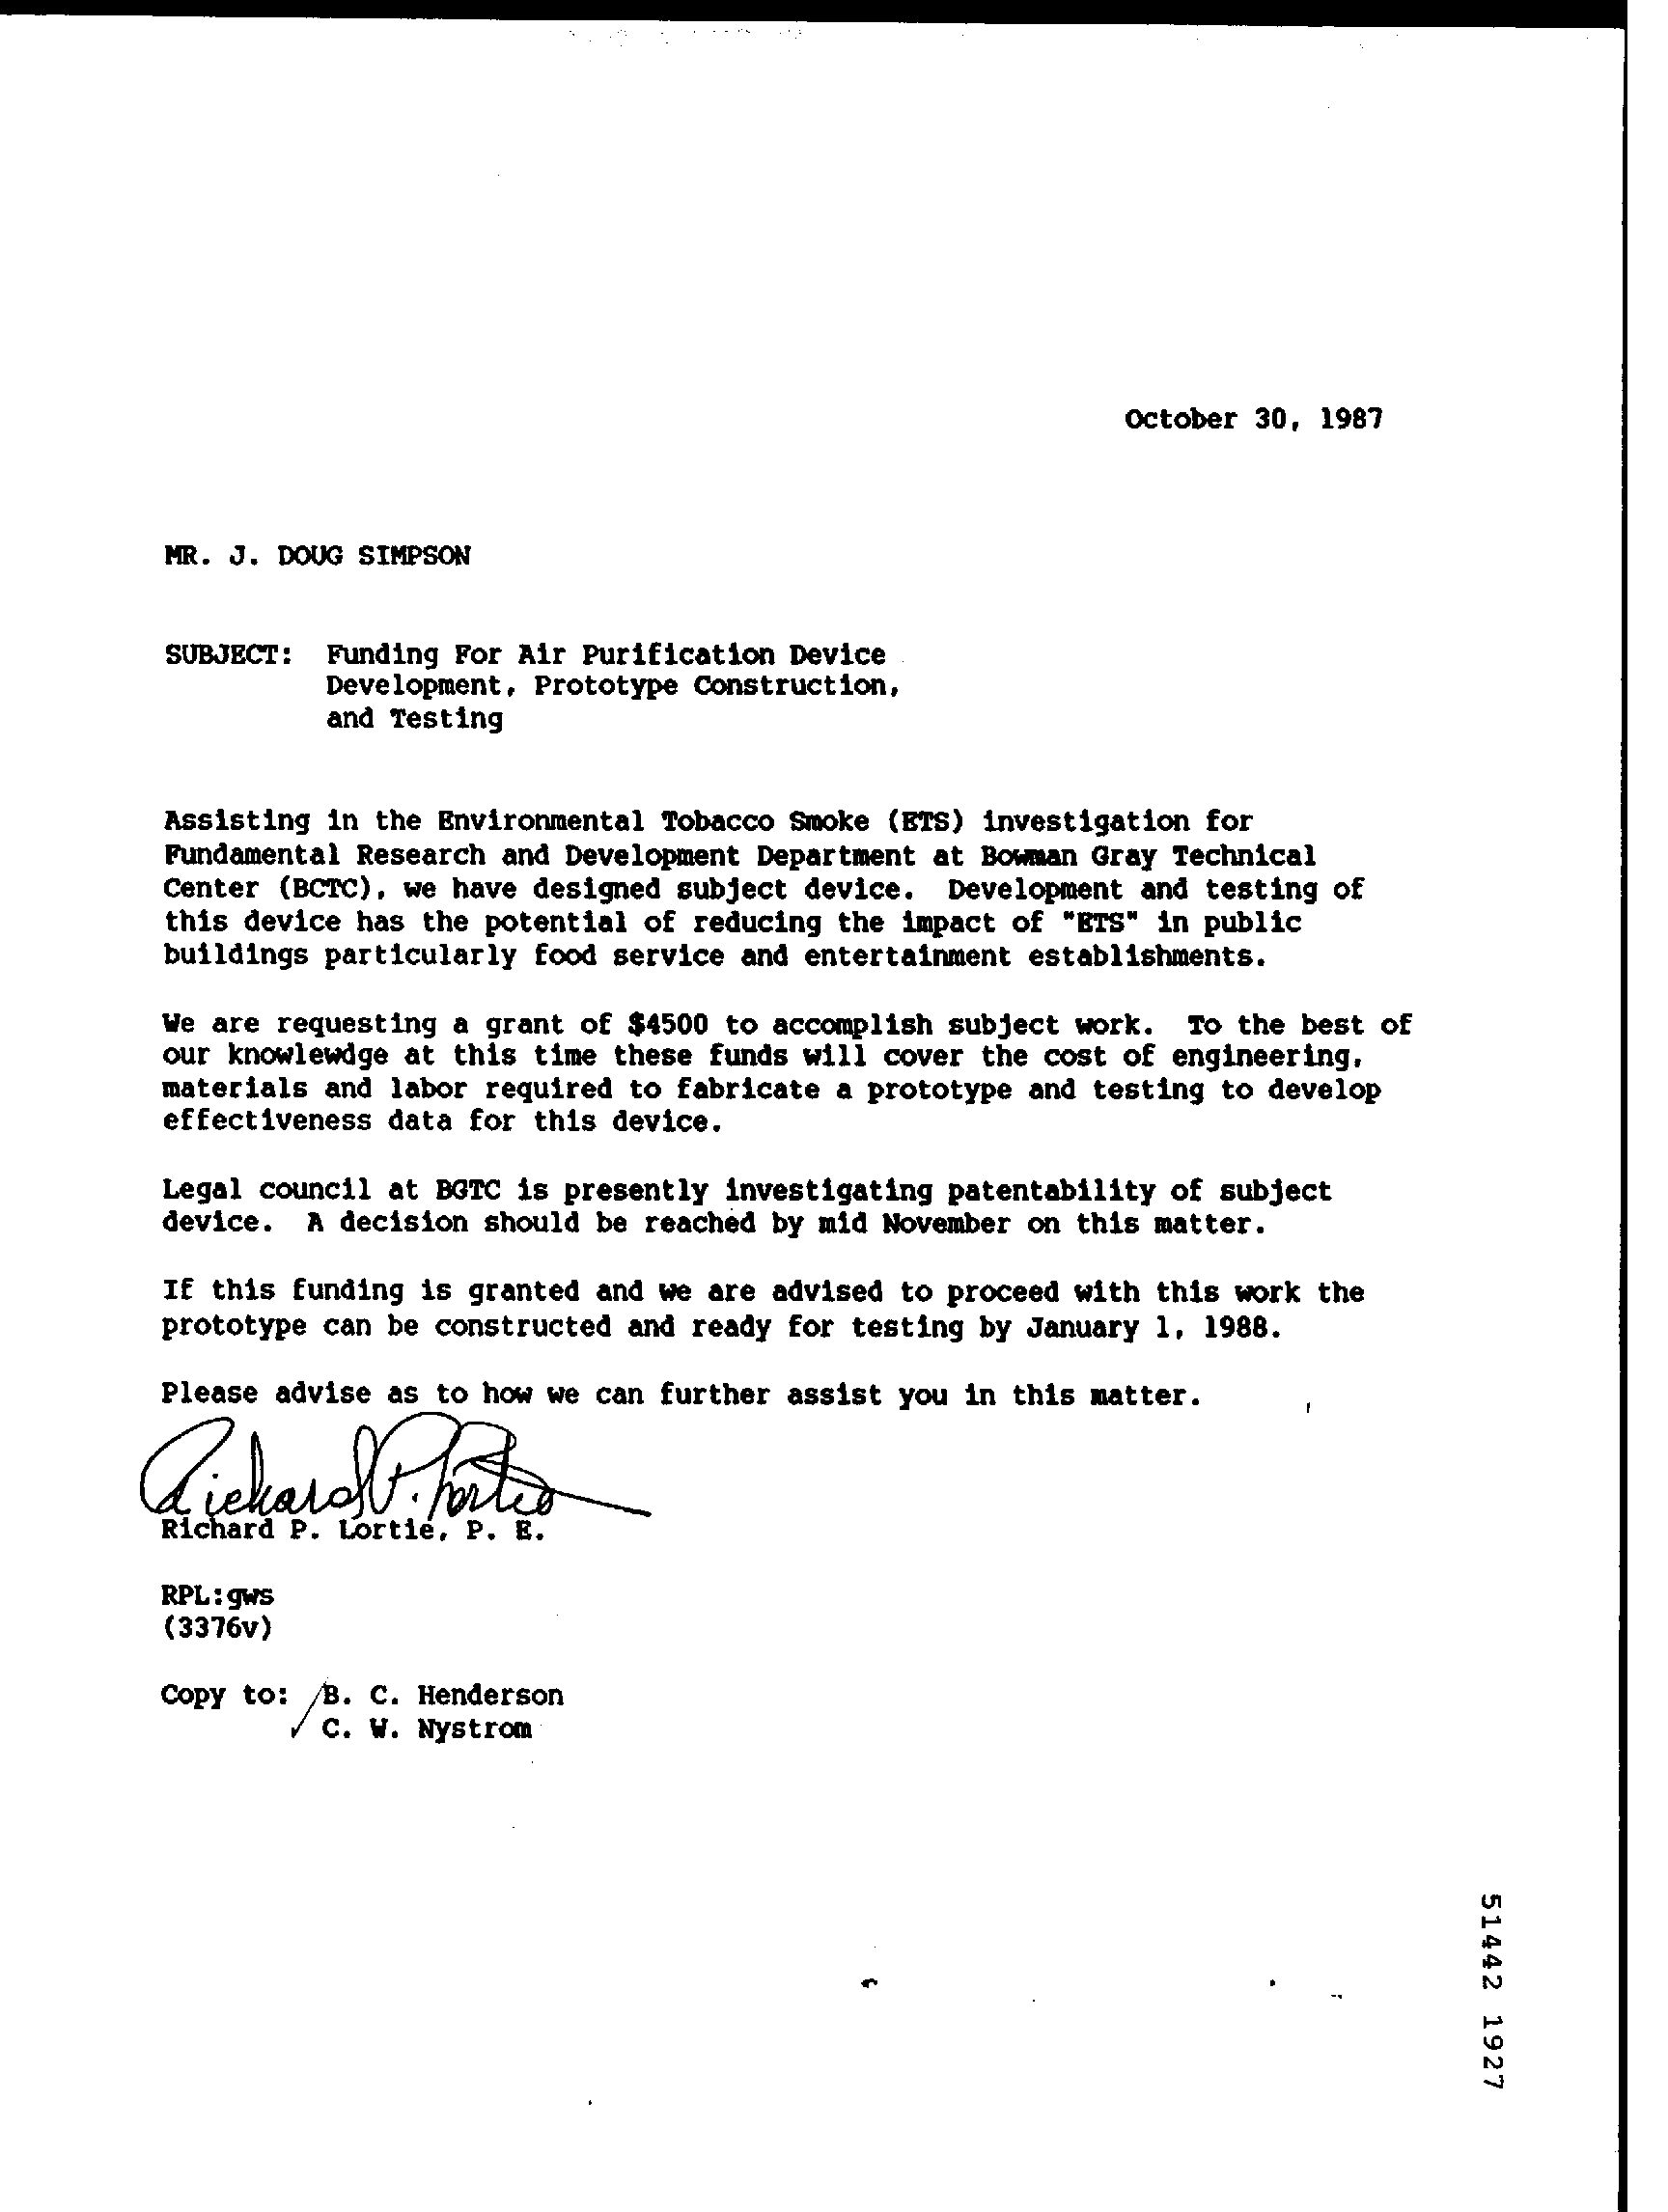 October 30, 1987
MR. J. DOUG SIMPSON
SUBJECT: Funding For Air Purification Device
Development, Prototype Construction,
and Testing
Assisting in the Environmental Tobacco Smoke (ETS) investigation for
Fundamental Research and Development Department at Bowman Gray Technical
Center (BCTC), we have designed subject device. Development and testing of
this device has the potential of reducing the impact of "ETS" in public
buildings particularly food service and entertainment establishments.
We are requesting a grant of $4500 to accomplish subject work. To the best of
our knowlewdge at this time these funds will cover the cost of engineering,
materials and labor required to fabricate a prototype and testing to develop
effectiveness data for this device.
Legal council at BGTC is presently investigating patentability of subject
device. A decision should be reached by mid November on this matter.
If this funding is granted and we are advised to proceed with this work the
prototype can be constructed and ready for testing by January 1, 1988.
Please advise as to how we can further assist you in this matter.
Richard P. Lortie
Richard P. Lortie, P. E.
RPL:gws
(3376v)
Copy to: B. C. Henderson
C. W. Nystrom
51442 1927